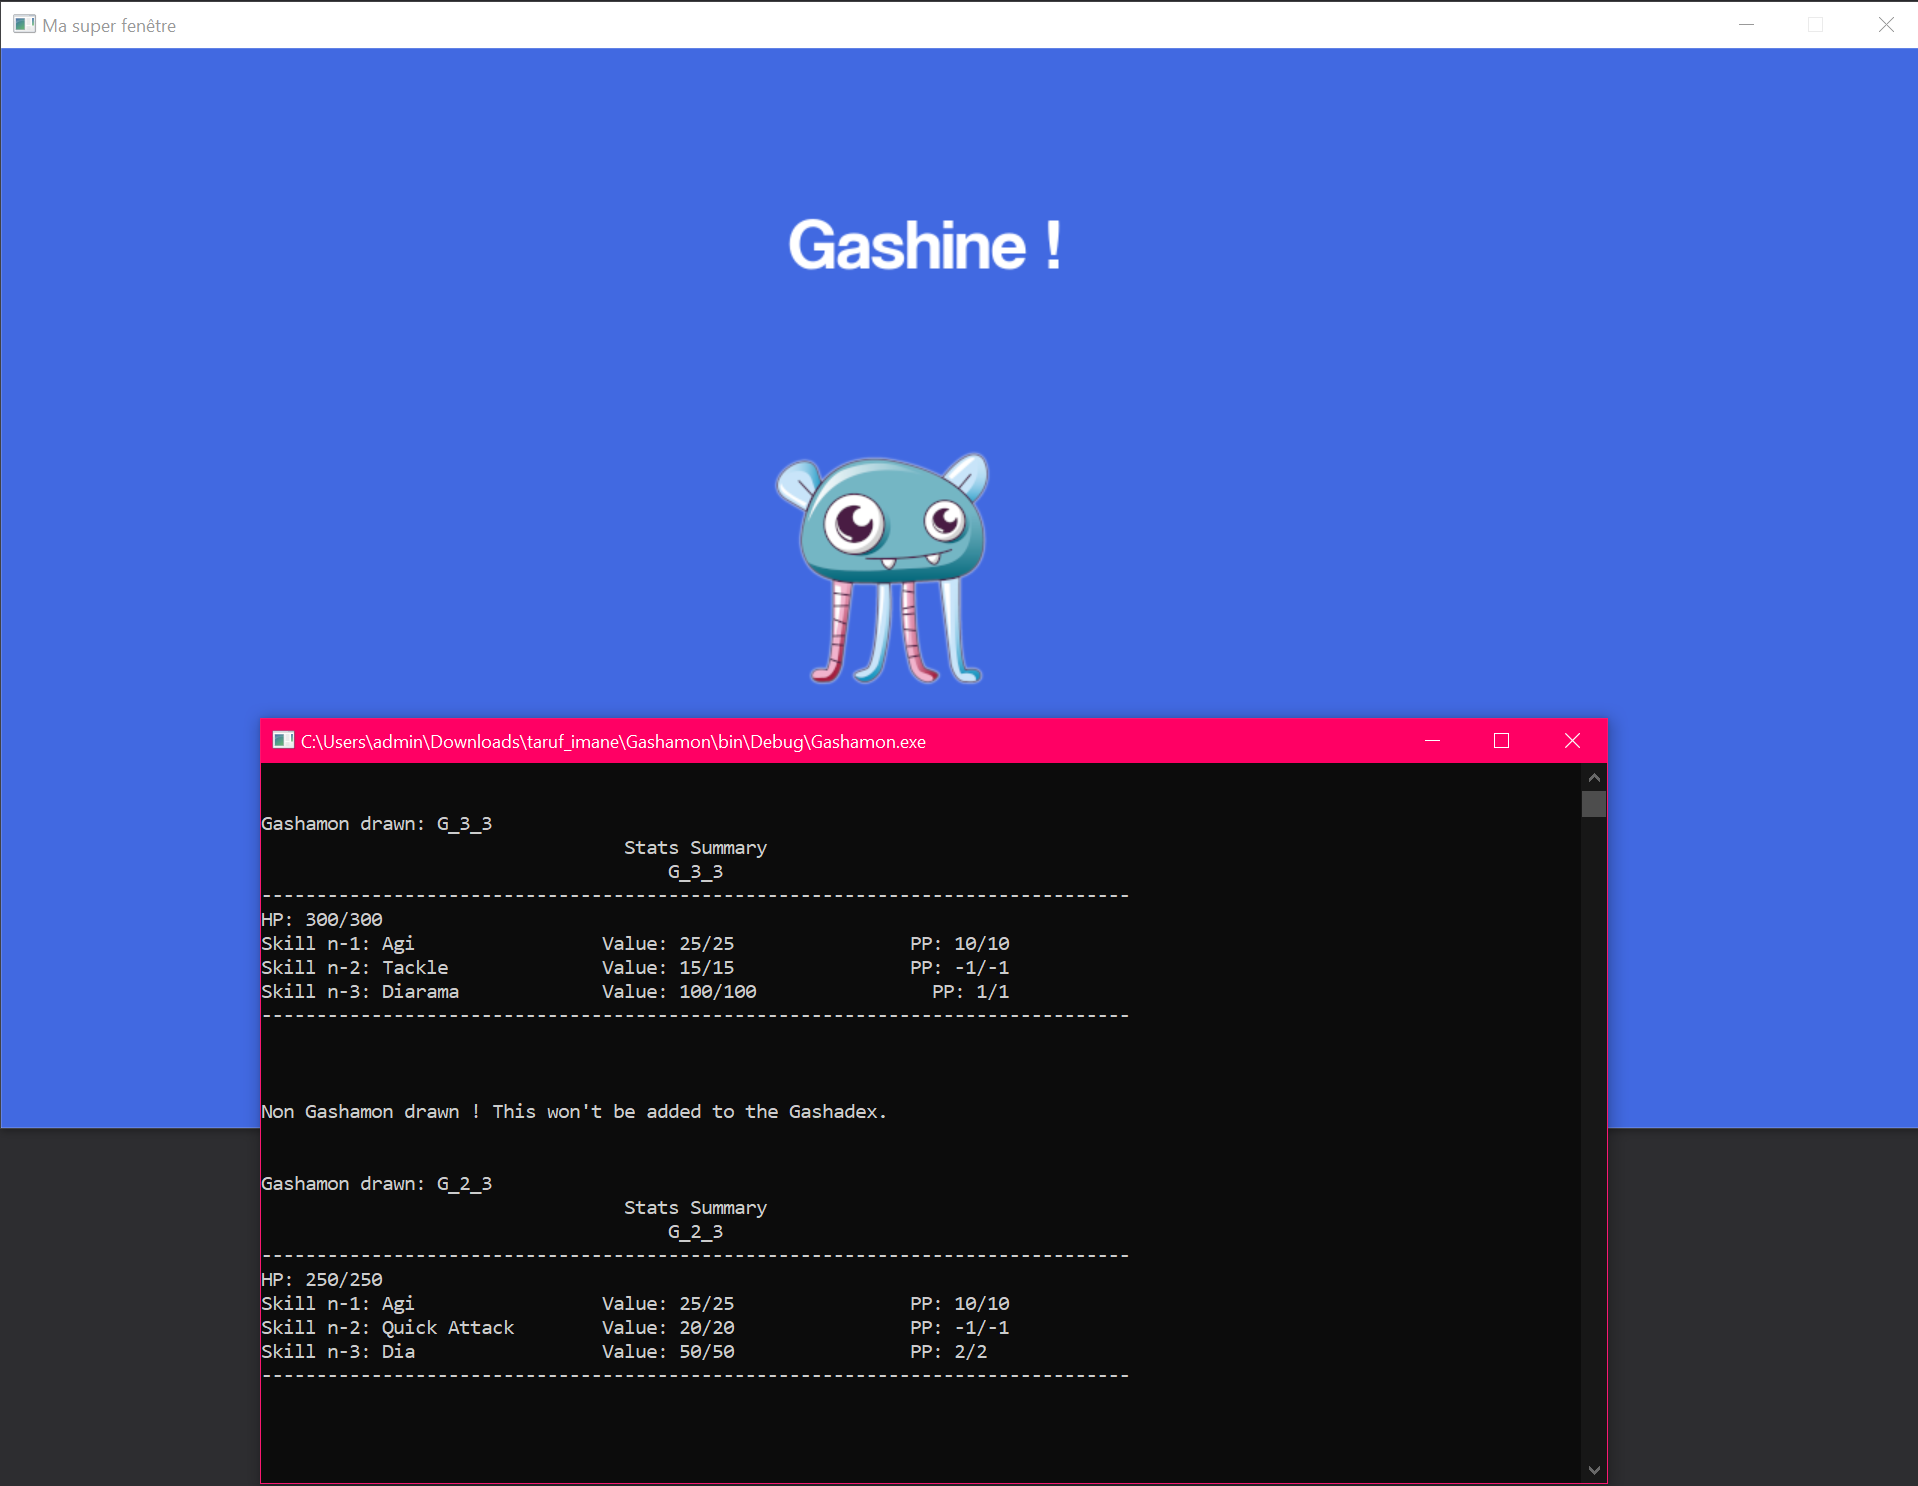 Ma super fenêtre
Gashine !
C:\Users\admin\Downloads\taruf_imane\Gashamon\bin\Debug\Gashamon.exe
Gashamon drawn: G_3_3
Stats Summary
G_3_3
-------------------------------------------------------------------------------
HP: 300/300
Skill n-1: Agi Value: 25/25 PP: 10/10
Skill n-2: Tackle Value: 15/15 PP: -1/-1
Skill n-3: Diarama Value: 100/100 PP: 1/1
-------------------------------------------------------------------------------
Non Gashamon drawn ! This won't be added to the Gashadex.
Gashamon drawn: G_2_3
Stats Summary
G_2_3
-------------------------------------------------------------------------------
HP: 250/250
Skill n-1: Agi Value: 25/25 PP: 10/10
Skill n-2: Quick Attack Value: 20/20 PP: -1/-1
Skill n-3: Dia Value: 50/50 PP: 2/2
-------------------------------------------------------------------------------